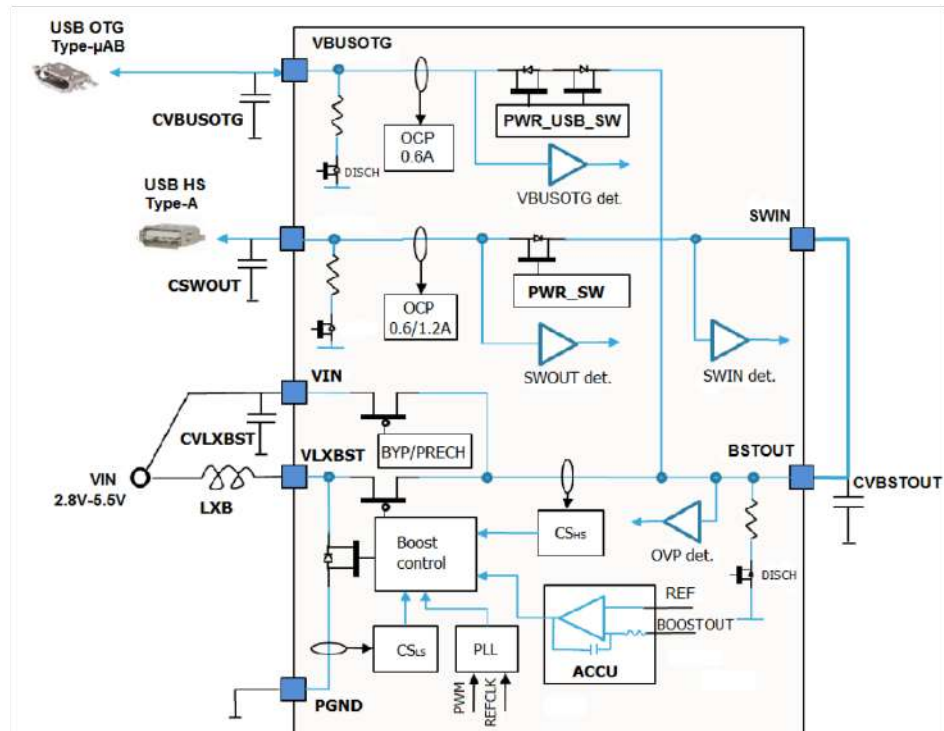 USB OTG
Type-µAB
VBUSOTG
CVBUSOTG
OCP
0.6A
PWR_USB_SW
DISCH
VBUSOTG det.
USB HS
Type-A
SWIN
CSWOUT
OCP
0.6/1.2A
PWR_SW
SWOUT det.
SWIN det.
VIN
CVLXBST
BYP/PRECH
VLXBST
BSTOUT
VIN
2.8V-5.5V
LXB
CVBSTOUT
Boost
control
CSHS
OVP det.
DISCH
REF
BOOSTOUT
CSLS
PLL
ACCU
PGND
PWM
REFCLK